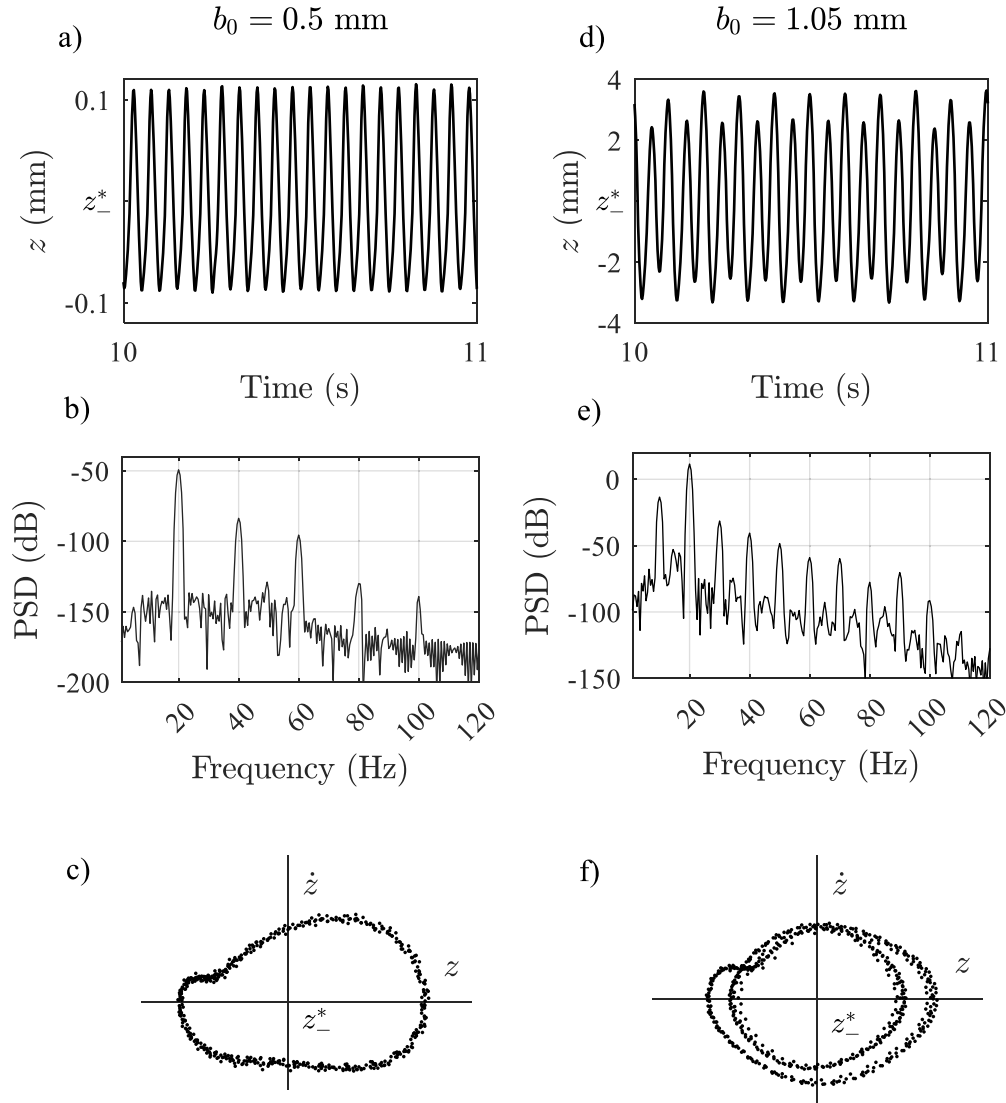 b₀ = 0.5 mm
b₀ = 1.05 mm
a)
0.1
z*₋
-0.1
z (mm)
10
11
Time (s)
d)
4
2
z*₋
-2
-4
z (mm)
10
11
Time (s)
b)
-50
-100
-150
-200
PSD (dB)
20
40
60
80
100
120
Frequency (Hz)
e)
0
-50
-100
-150
PSD (dB)
20
40
60
80
100
120
Frequency (Hz)
c)
ż
z
z*₋
f)
ż
z
z*₋